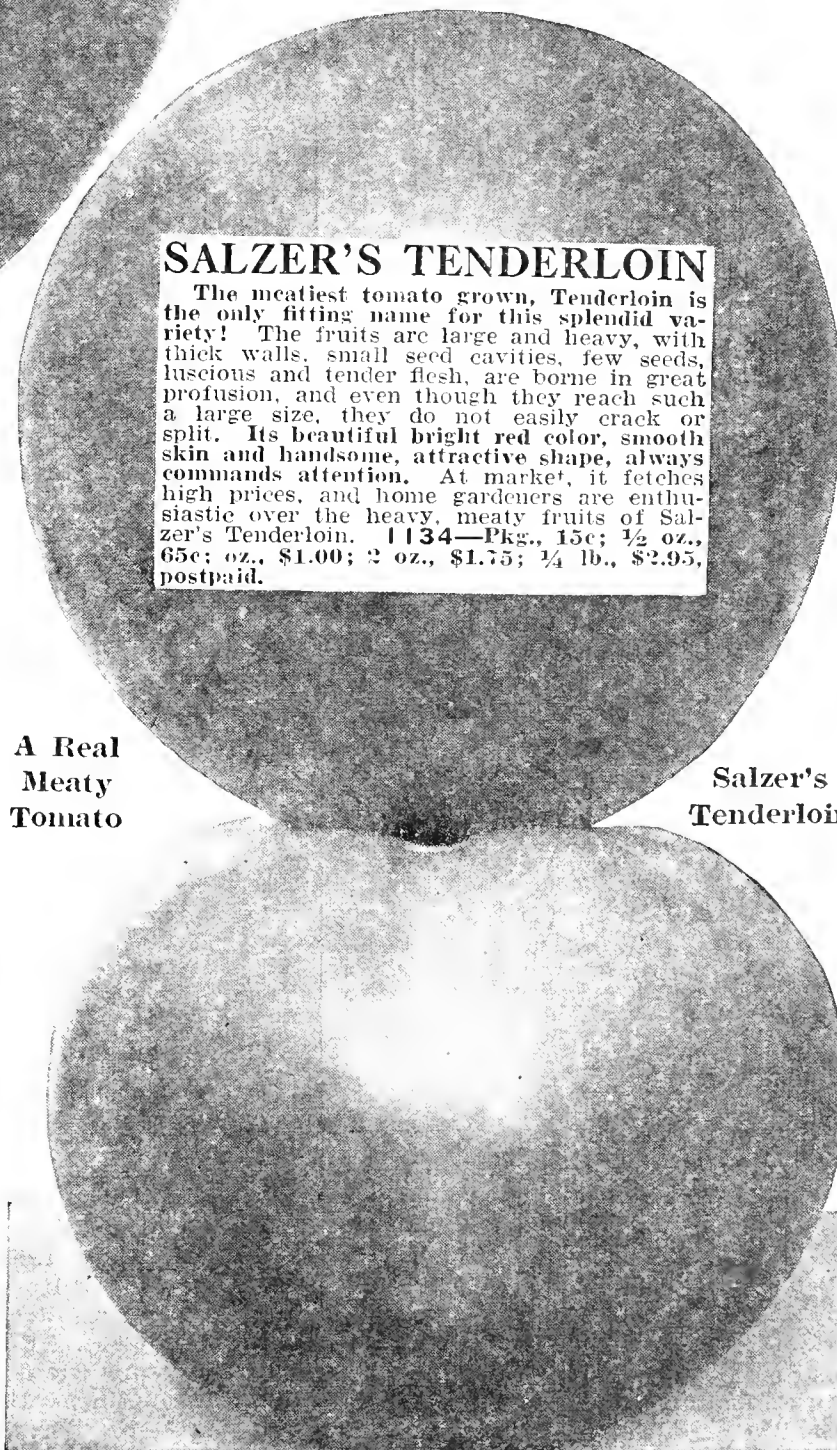 SALZER'S TENDERLOIN
The meatiest tomato grown, Tenderloin is
the only fitting name for this splendid va-
riety! The fruits are large and heavy, with
thick walls, small seed cavities, few seeds,
luscious and tender flesh, are borne in great
profusion, and even though they reach such
a large size, they do not easily crack or
split. Its beautiful bright red color, smooth
skin and handsome, attractive shape, always
commands attention. At market, it fetches
high prices, and home gardeners are enthu-
siastic over the heavy, meaty fruits of Sal-
zer's Tenderloin. 1134—Pkg., 15c; ½ oz.,
65c; oz., $1.00; 2 oz., $1.75; ¼ lb., $2.95,
postpaid.
A Real
Meaty
Tomato
Salzer's
Tenderloin